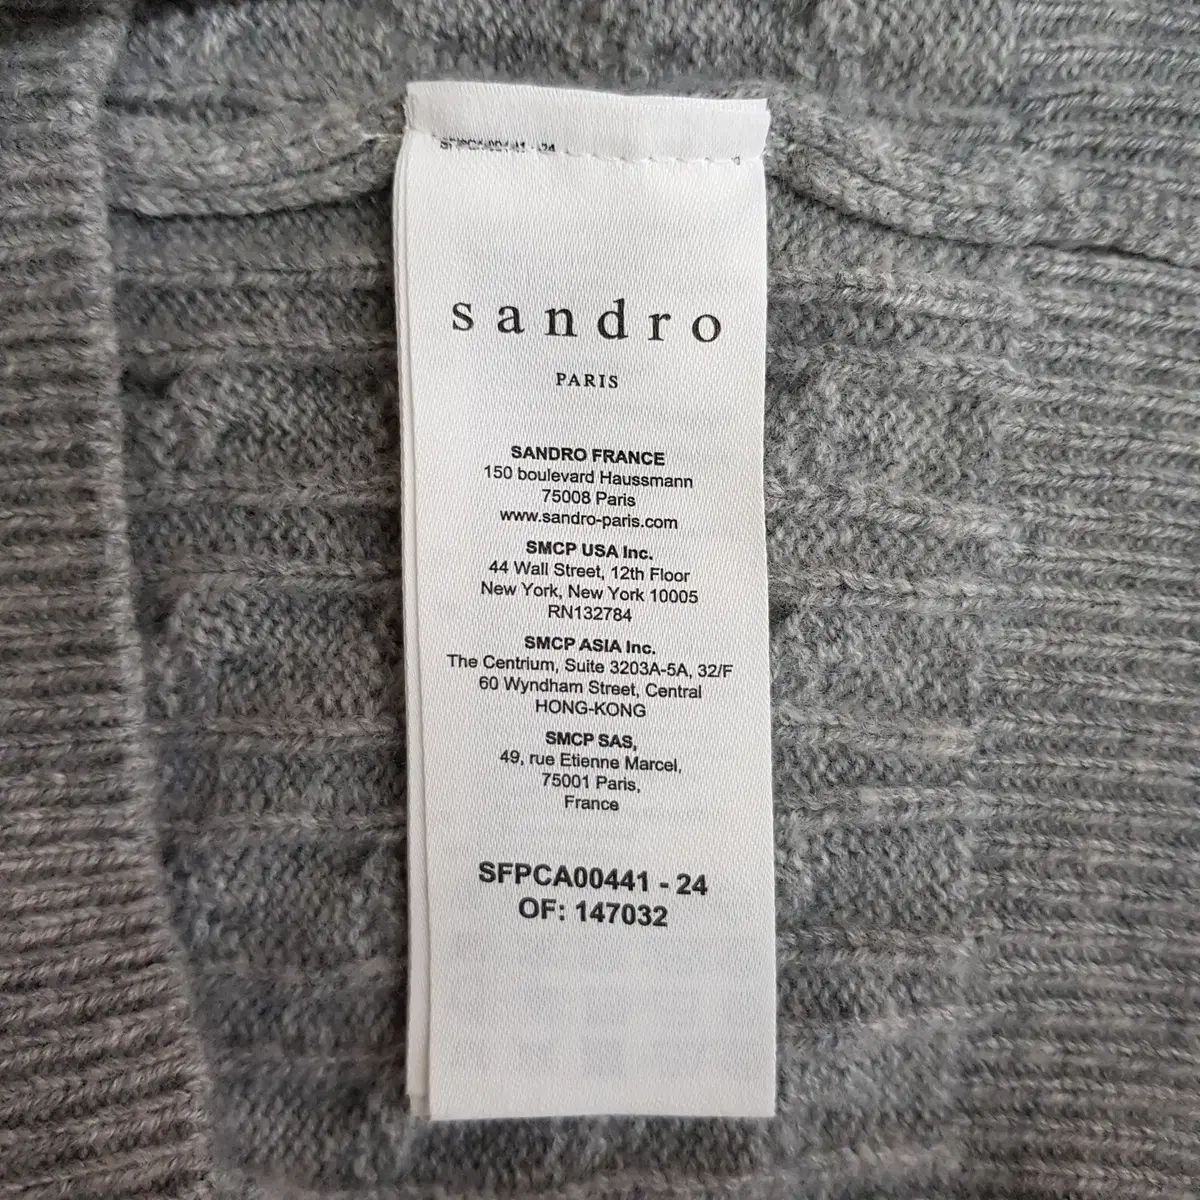 SFPCA00441 - 24
sandro
PARIS
SANDRO FRANCE
150 boulevard Haussmann
75008 Paris
www.sandro-paris.com
SMCP USA Inc.
44 Wall Street, 12th Floor
New York, New York 10005
RN132784
SMCP ASIA Inc.
The Centrium, Suite 3203A-5A, 32/F
60 Wyndham Street, Central
HONG-KONG
SMCP SAS,
49, rue Etienne Marcel,
75001 Paris,
France
SFPCA00441 - 24
OF: 147032